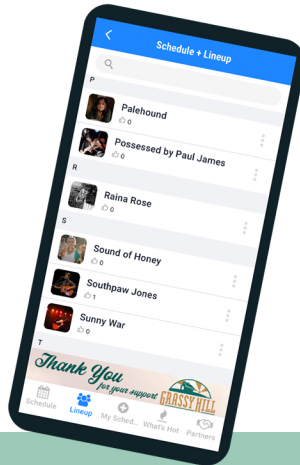 Schedule + Lineup
P
Palehound
0
Possessed by Paul James
0
R
Raina Rose
0
S
Sound of Honey
0
Southpaw Jones
1
Sunny War
0
T
Thank You
for your support
GRASSY HILL
Schedule
Lineup
My Sched...
What's Hot
Partners